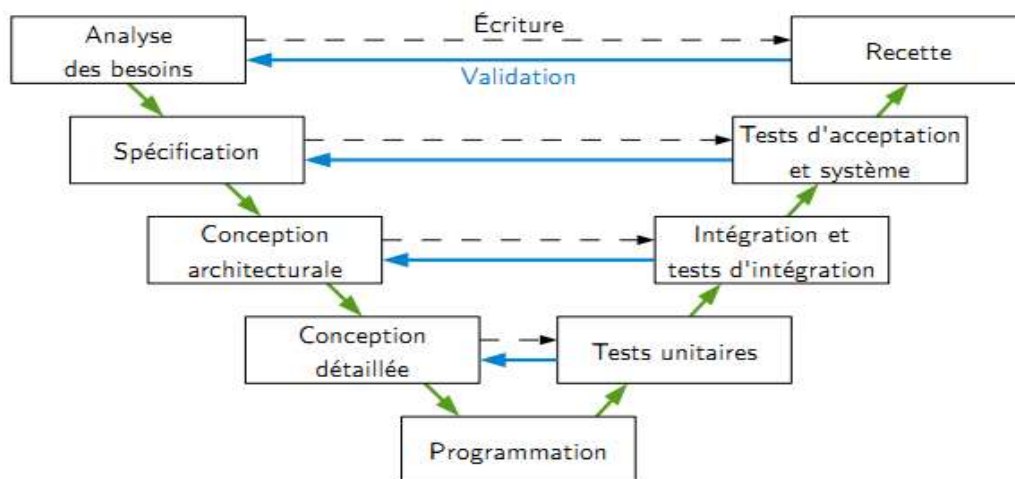 Analyse
des besoins
Écriture
Validation
Recette
Spécification
Tests d'acceptation
et système
Conception
architecturale
Intégration et
tests d'intégration
Conception
détaillée
Tests unitaires
Programmation